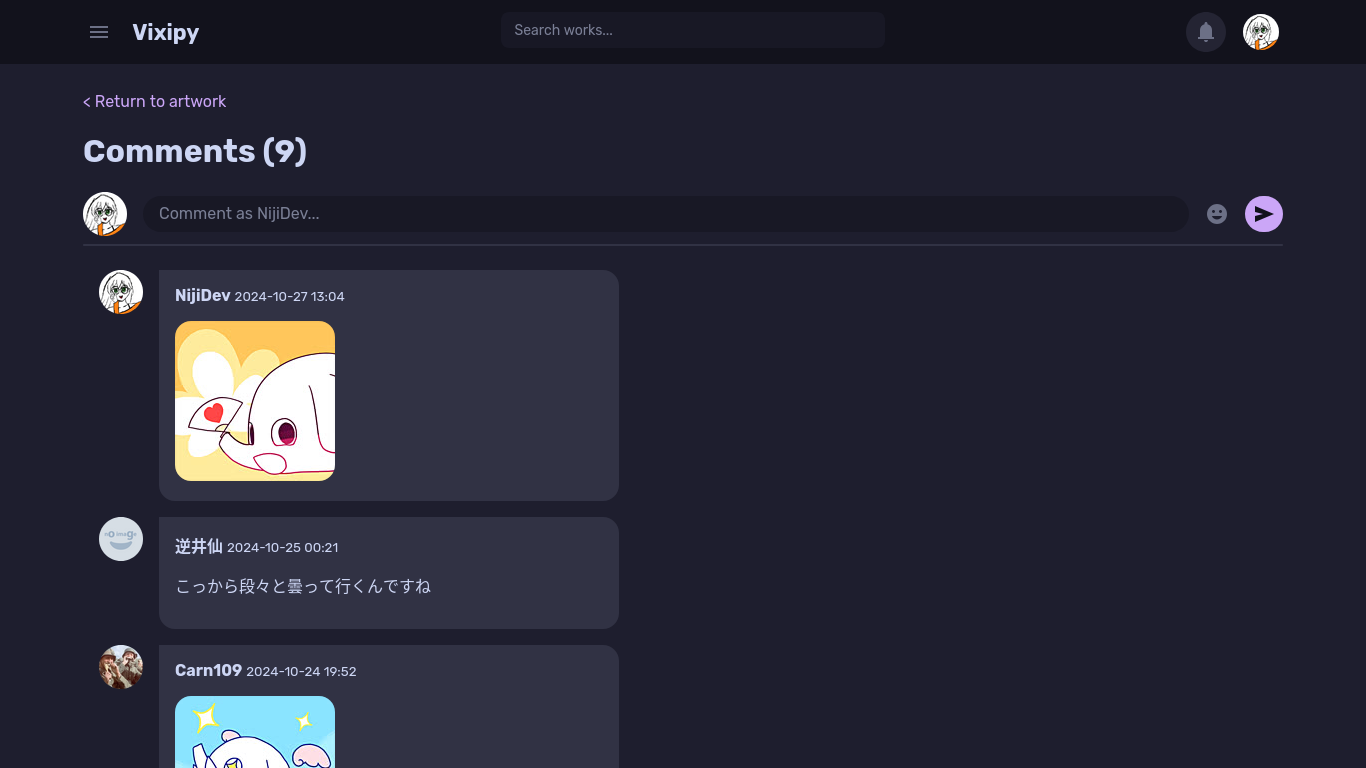 Vixipy
Search works...
< Return to artwork
Comments (9)
Comment as NijiDev...
NijiDev 2024-10-27 13:04
no image
逆井仙 2024-10-25 00:21
こっから段々と曇って行くんですね
Carn109 2024-10-24 19:52